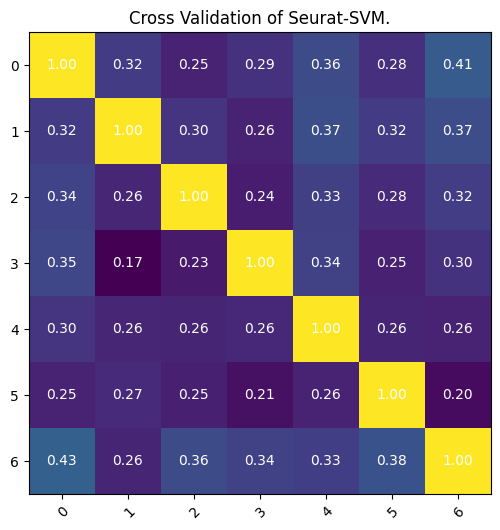 Cross Validation of Seurat-SVM.
0 1.00 0.32 0.25 0.29 0.36 0.28 0.41
1 0.32 1.00 0.30 0.26 0.37 0.32 0.37
2 0.34 0.26 1.00 0.24 0.33 0.28 0.32
3 0.35 0.17 0.23 1.00 0.34 0.25 0.30
4 0.30 0.26 0.26 0.26 1.00 0.26 0.26
5 0.25 0.27 0.25 0.21 0.26 1.00 0.20
6 0.43 0.26 0.36 0.34 0.33 0.38 1.00
0 1 2 3 4 5 6